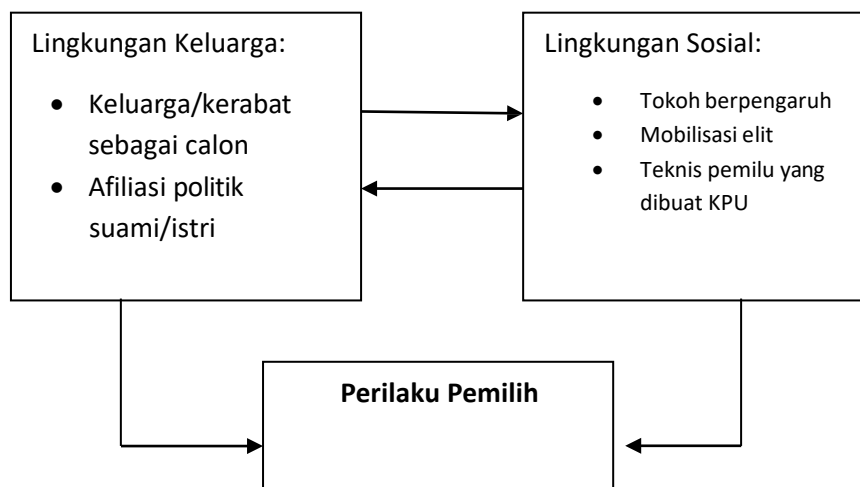 Lingkungan Keluarga:
• Keluarga/kerabat
sebagai calon
• Afiliasi politik
suami/istri
Lingkungan Sosial:
• Tokoh berpengaruh
• Mobilisasi elit
• Teknis pemilu yang
dibuat KPU
Perilaku Pemilih